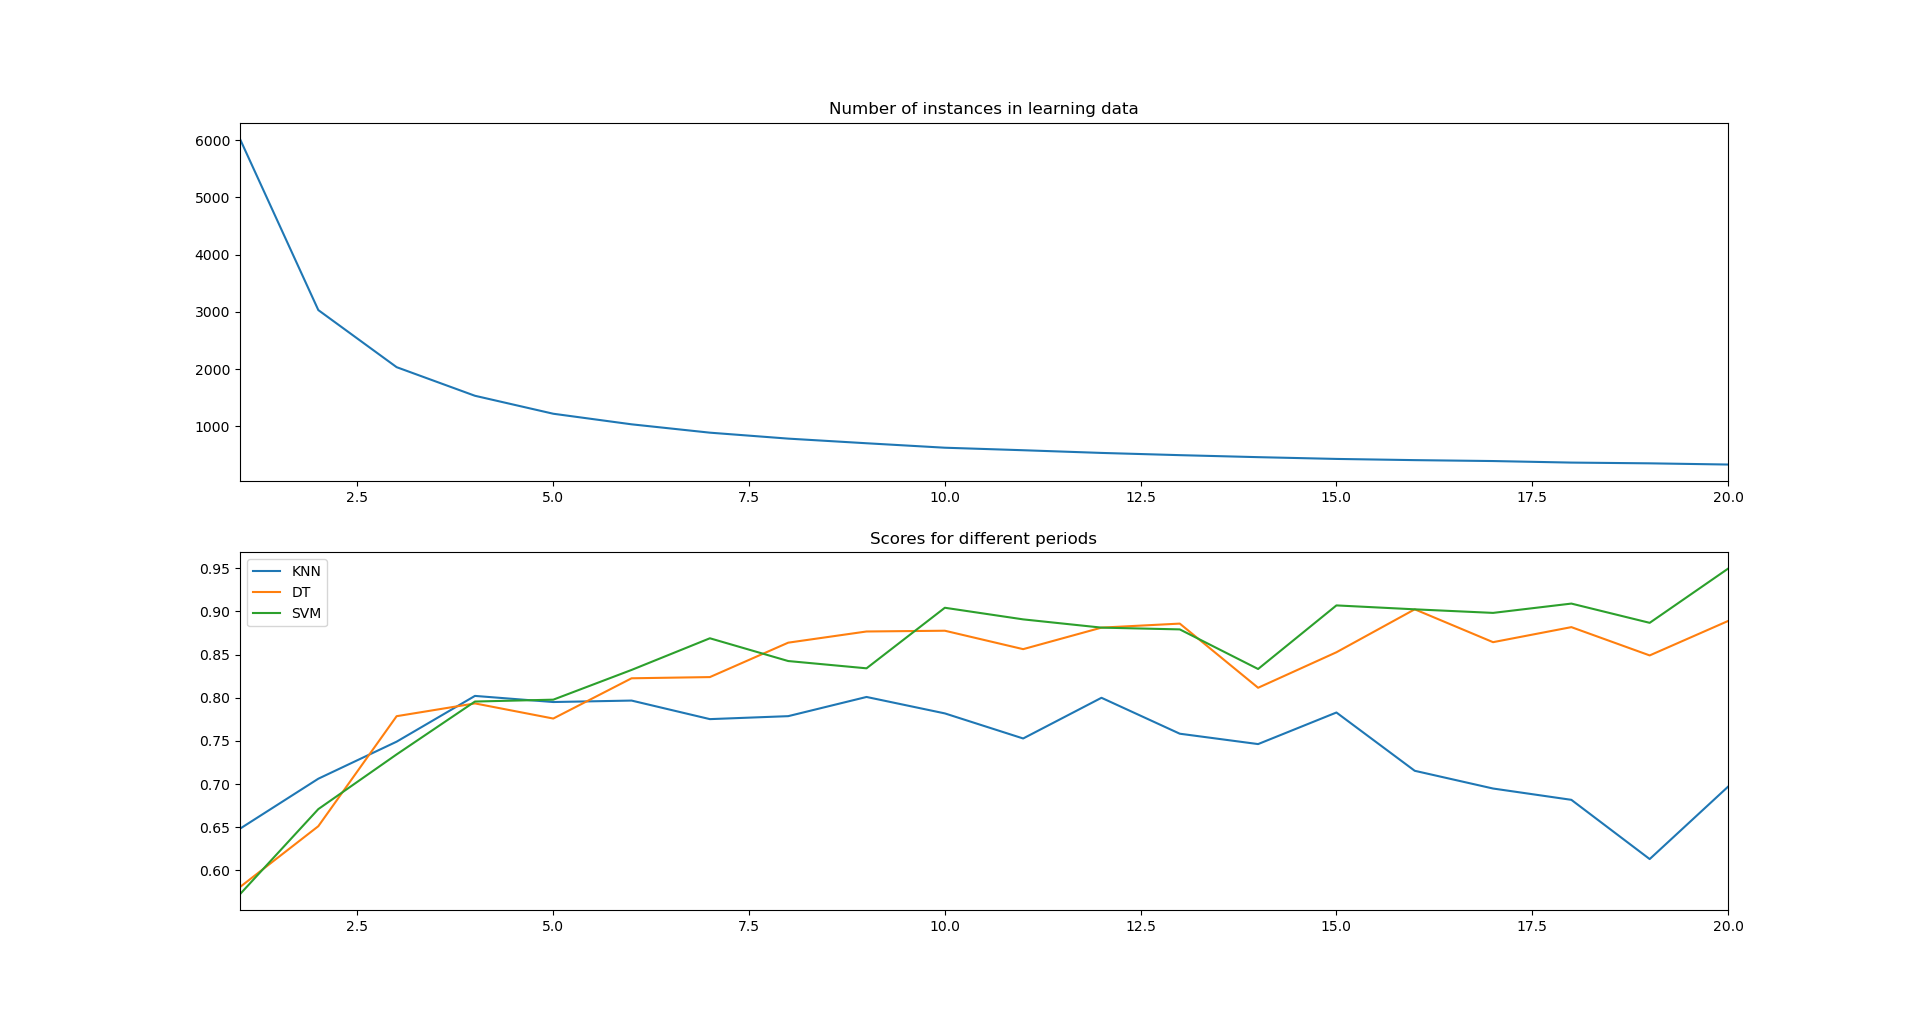 Number of instances in learning data
6000
5000
4000
3000
2000
1000
2.5 5.0 7.5 10.0 12.5 15.0 17.5 20.0
Scores for different periods
KNN
DT
SVM
0.95
0.90
0.85
0.80
0.75
0.70
0.65
0.60
2.5 5.0 7.5 10.0 12.5 15.0 17.5 20.0